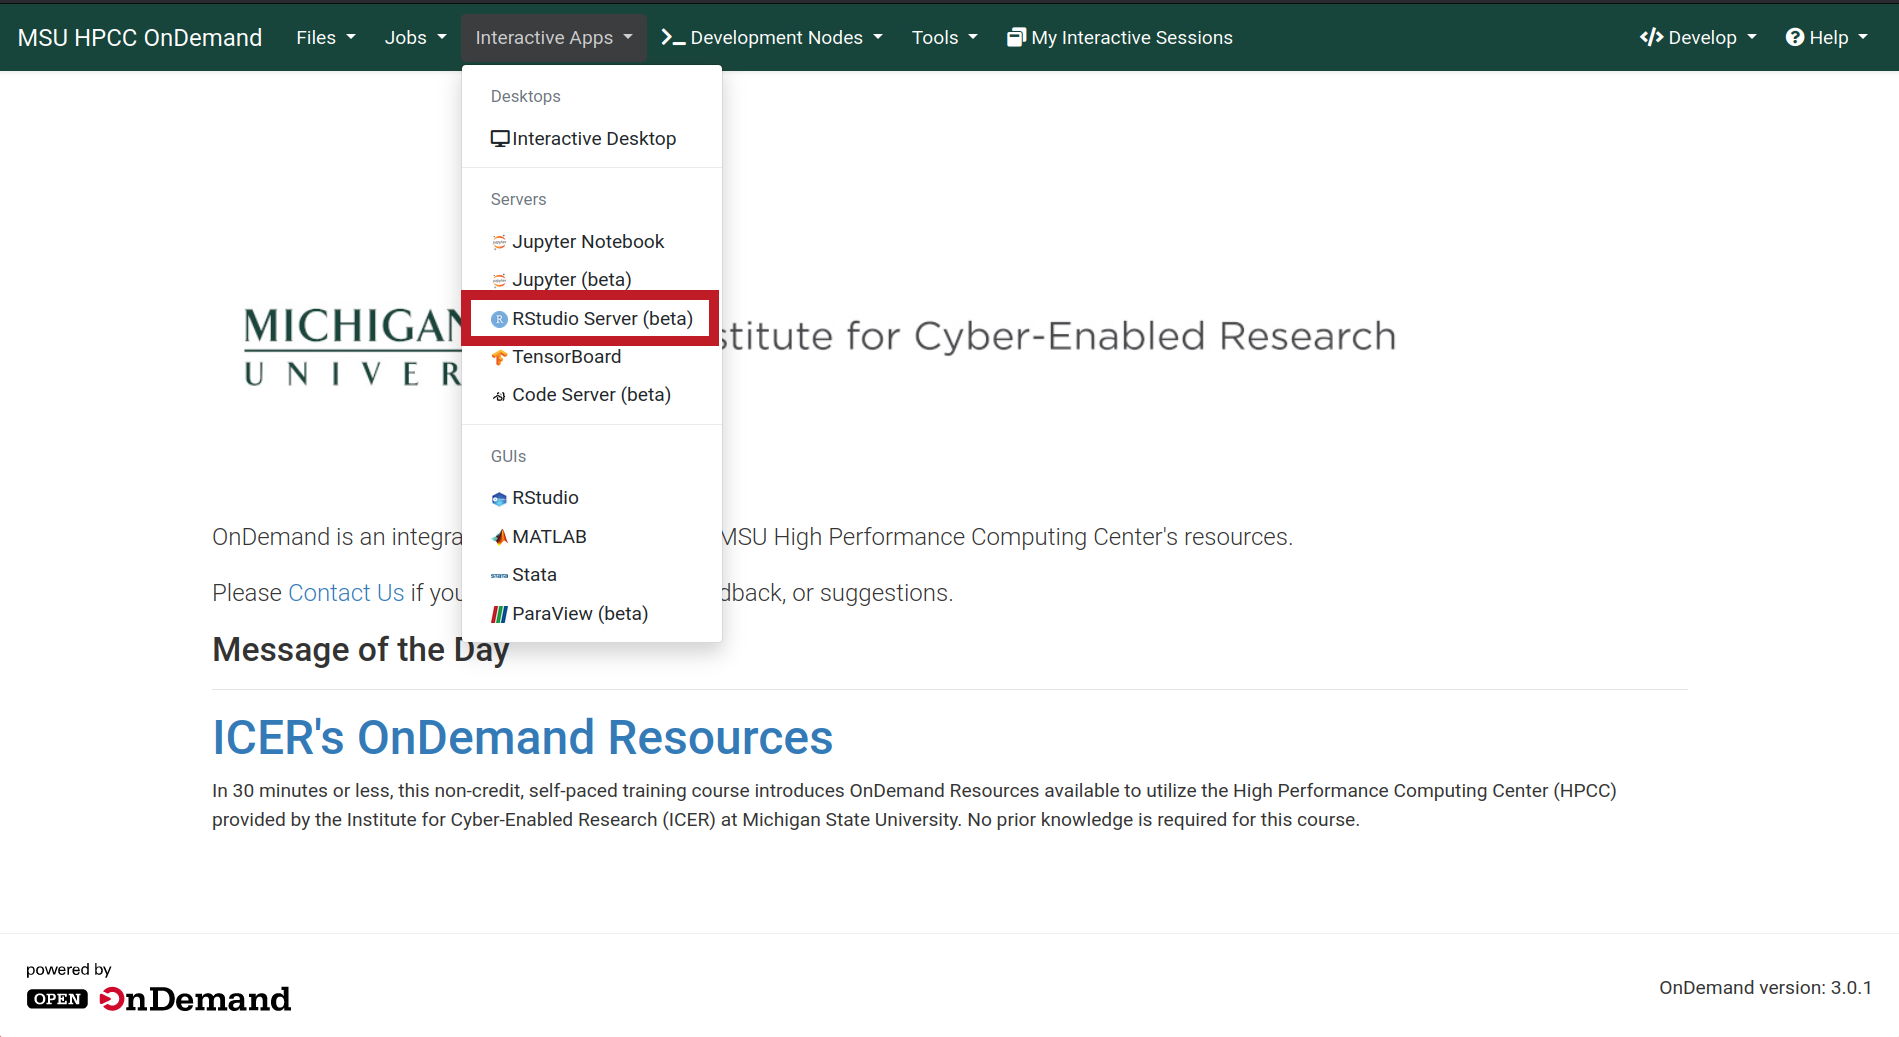 MSU HPCC OnDemand Files Jobs Interactive Apps Development Nodes Tools My Interactive Sessions Develop Help
Desktops
Interactive Desktop
Servers
Jupyter Notebook
Jupyter (beta)
RStudio Server (beta)
TensorBoard
Code Server (beta)
GUIs
RStudio
MATLAB
Stata
ParaView (beta)
MICHIGAN
UNIVER
stitute for Cyber-Enabled Research
OnDemand is an integra MSU High Performance Computing Center's resources.
Please Contact Us if you dback, or suggestions.
Message of the Day
ICER's OnDemand Resources
In 30 minutes or less, this non-credit, self-paced training course introduces OnDemand Resources available to utilize the High Performance Computing Center (HPCC)
provided by the Institute for Cyber-Enabled Research (ICER) at Michigan State University. No prior knowledge is required for this course.
powered by
OPEN OnDemand
OnDemand version: 3.0.1